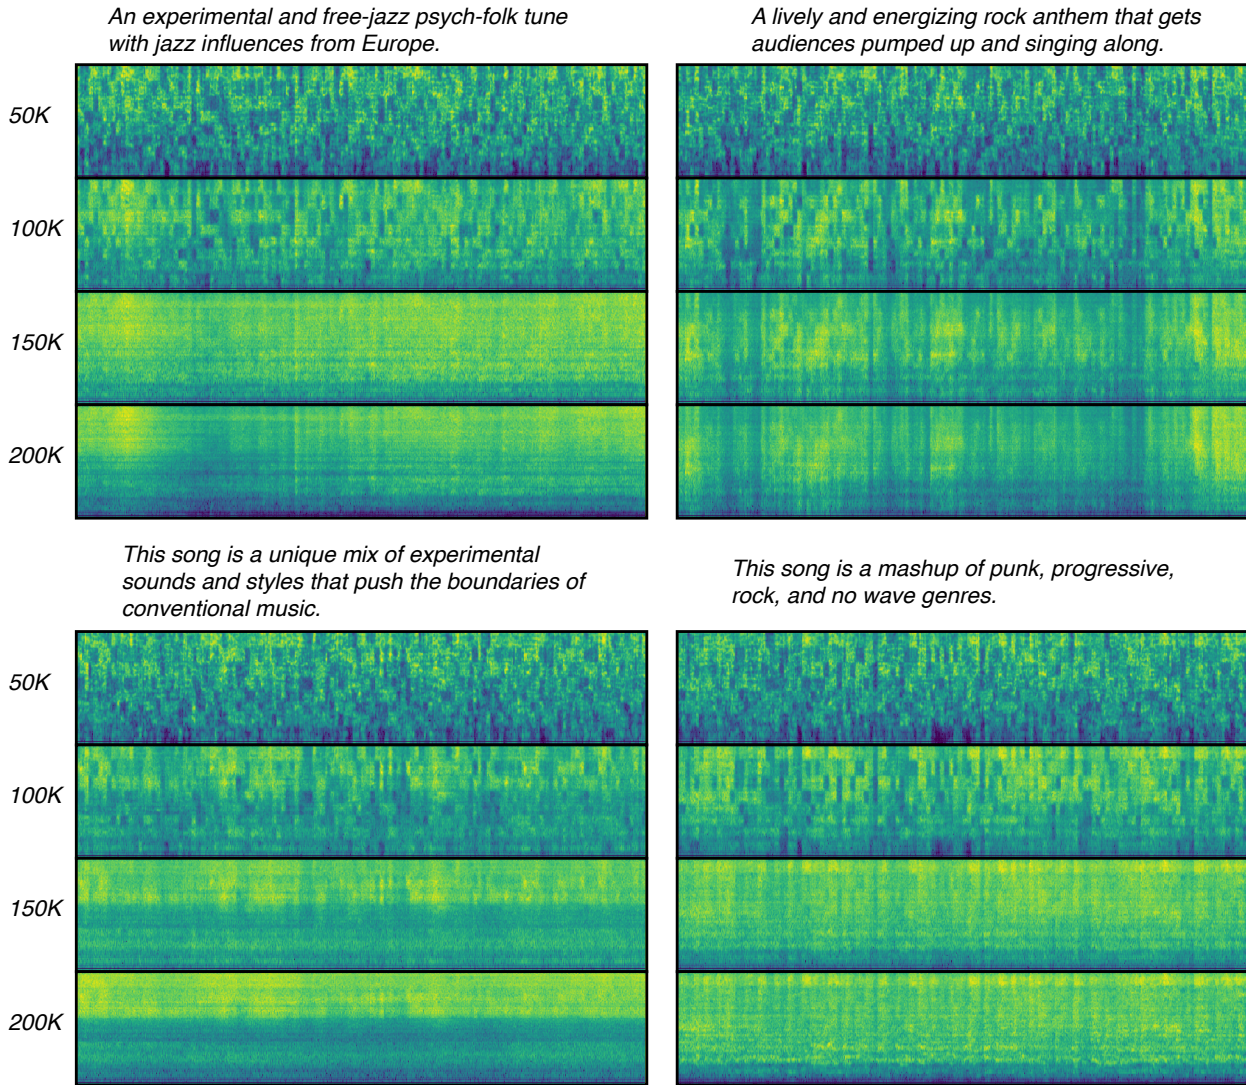 An experimental and free-jazz psych-folk tune
with jazz influences from Europe.
A lively and energizing rock anthem that gets
audiences pumped up and singing along.
50K
100K
150K
200K
This song is a unique mix of experimental
sounds and styles that push the boundaries of
conventional music.
This song is a mashup of punk, progressive,
rock, and no wave genres.
50K
100K
150K
200K